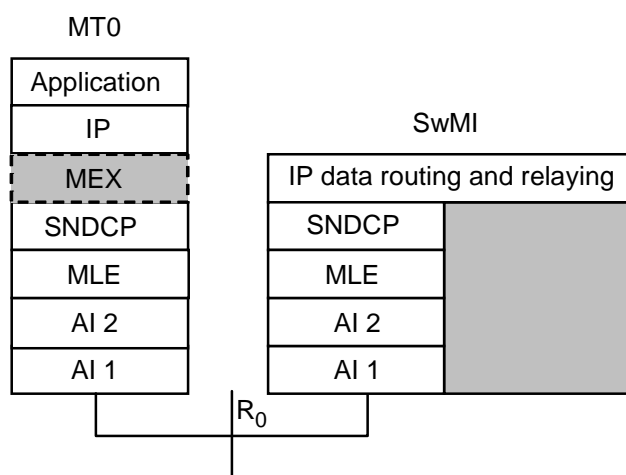 MT0
Application
IP
MEX
SNDCP
MLE
AI 2
AI 1
SwMI
IP data routing and relaying
SNDCP
MLE
AI 2
AI 1
R0